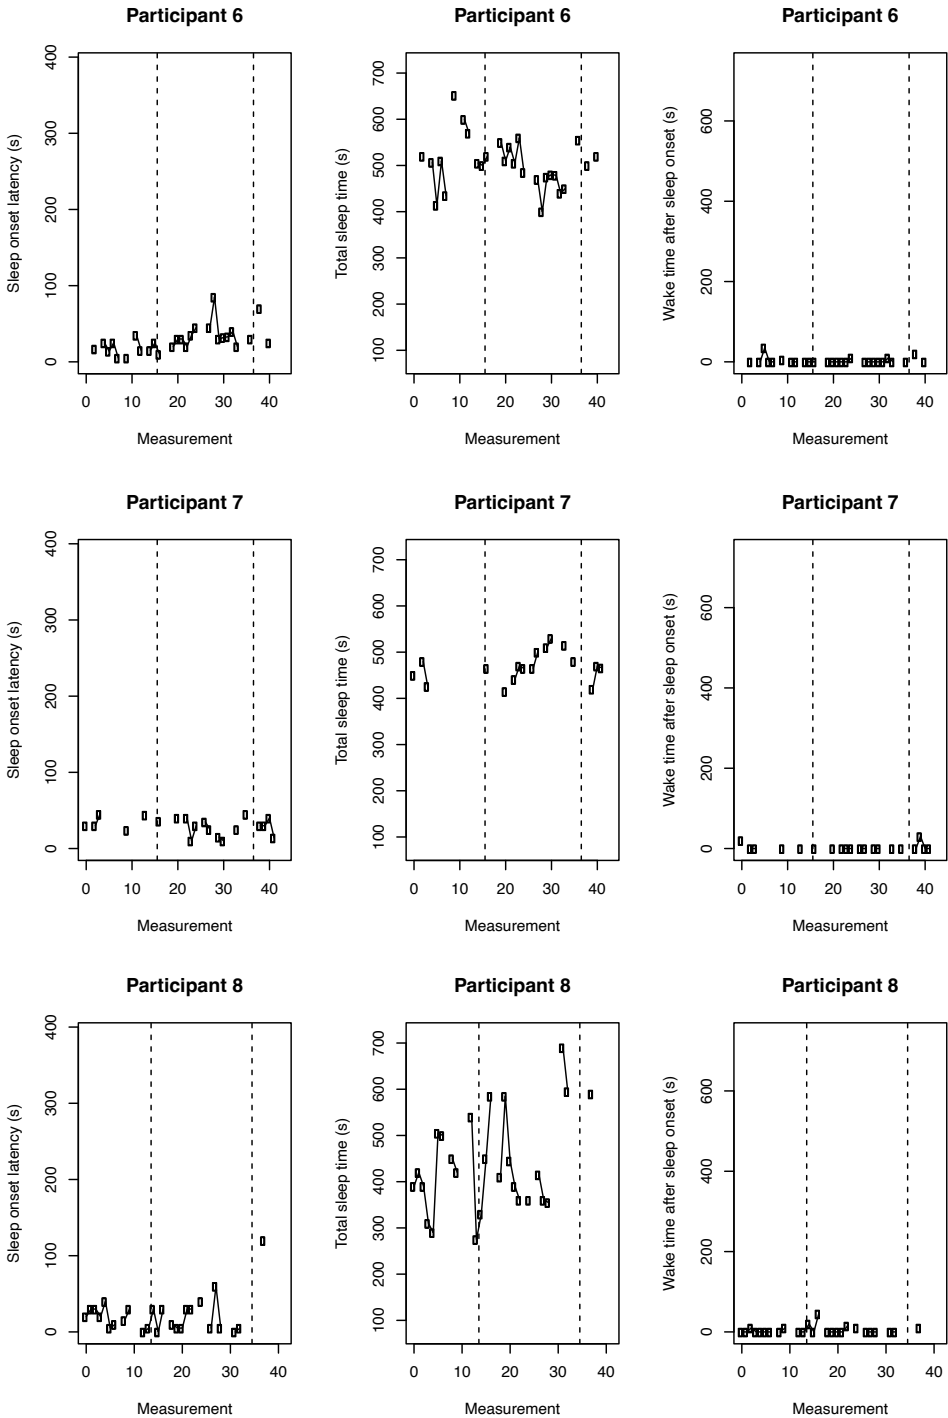 Participant 6
Participant 6
Participant 6
Sleep onset latency (s)
0 100 200 300 400
0 10 20 30 40
Measurement
Total sleep time (s)
100 200 300 400 500 600 700
0 10 20 30 40
Measurement
Wake time after sleep onset (s)
0 200 400 600
0 10 20 30 40
Measurement
Participant 7
Participant 7
Participant 7
Sleep onset latency (s)
0 100 200 300 400
0 10 20 30 40
Measurement
Total sleep time (s)
100 200 300 400 500 600 700
0 10 20 30 40
Measurement
Wake time after sleep onset (s)
0 200 400 600
0 10 20 30 40
Measurement
Participant 8
Participant 8
Participant 8
Sleep onset latency (s)
0 100 200 300 400
0 10 20 30 40
Measurement
Total sleep time (s)
100 200 300 400 500 600 700
0 10 20 30 40
Measurement
Wake time after sleep onset (s)
0 200 400 600
0 10 20 30 40
Measurement